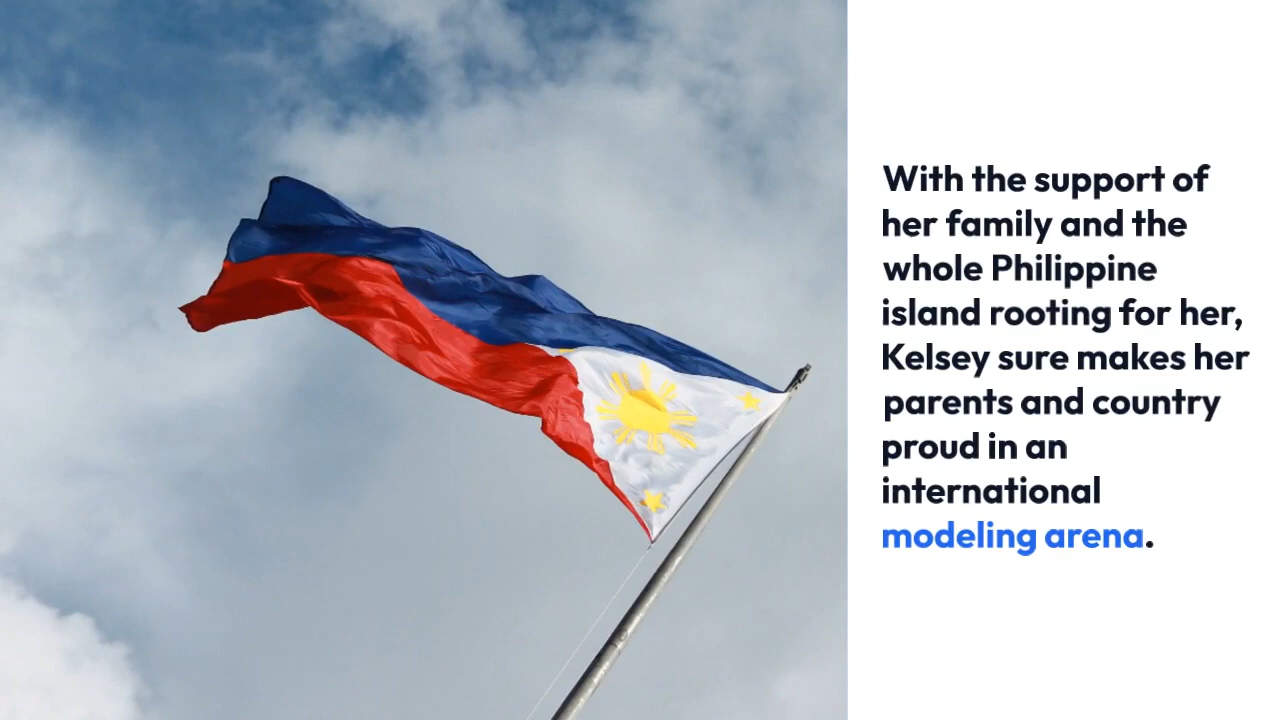 With the support of
her family and the
whole Philippine
island rooting for her,
Kelsey sure makes her
parents and country
proud in an
international
modeling arena.